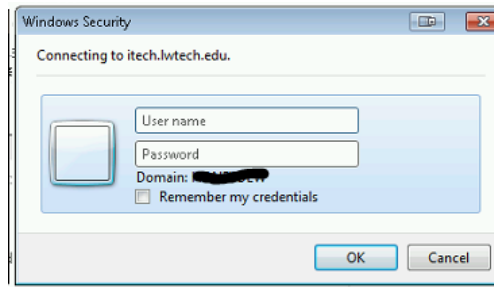 Windows Security
Connecting to itech.lwtech.edu.
User name
Password
Domain:
Remember my credentials
OK
Cancel